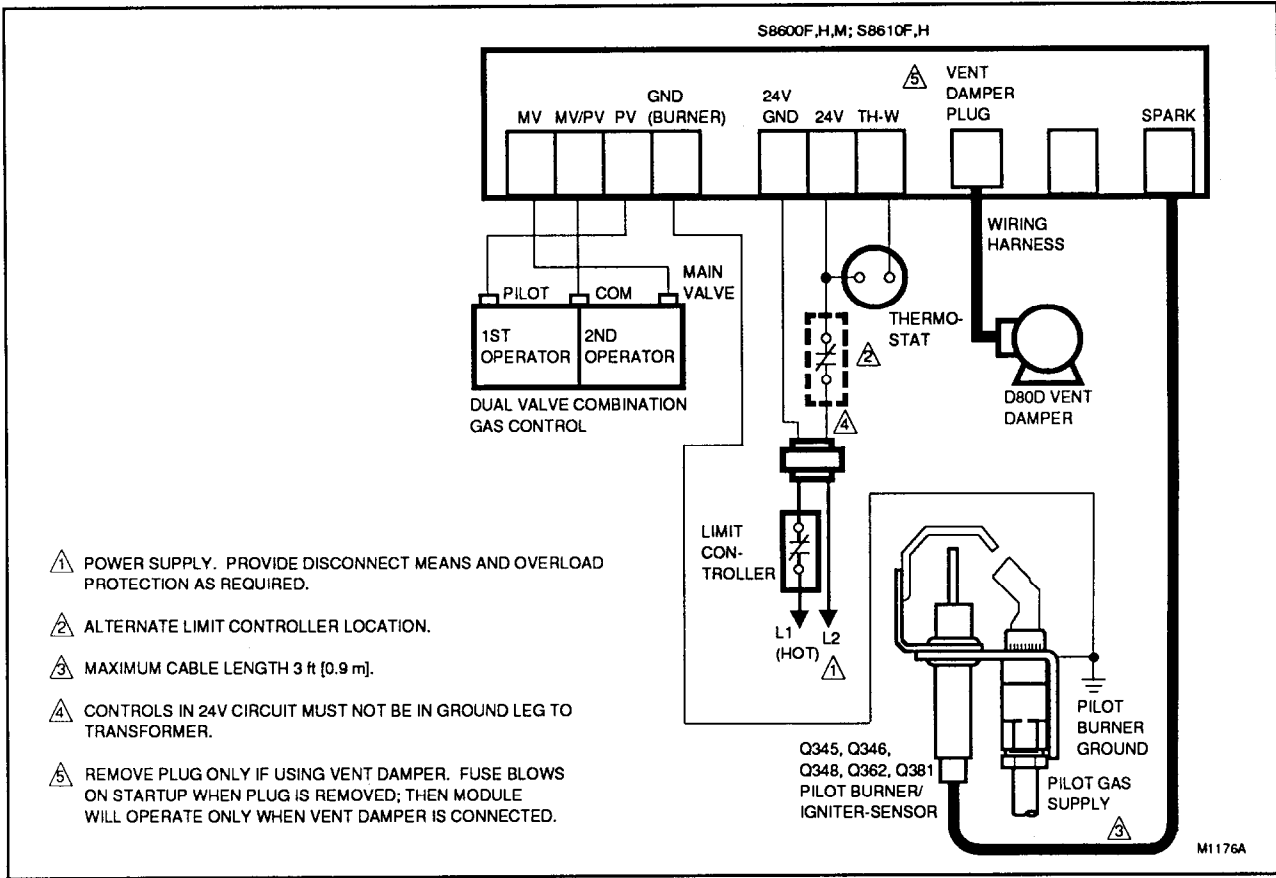 S8600F,H,M; S8610F,H
5
VENT
DAMPER
PLUG
MV MV/PV PV GND
(BURNER)
24V
GND 24V TH-W
SPARK
WIRING
HARNESS
PILOT COM MAIN
VALVE
1ST
OPERATOR
2ND
OPERATOR
DUAL VALVE COMBINATION
GAS CONTROL
THERMO-
STAT
2
D80D VENT
DAMPER
4
LIMIT
CON-
TROLLER
L1
(HOT)
L2
1
PILOT
BURNER
GROUND
Q345, Q346,
Q348, Q362, Q381
PILOT BURNER/
IGNITER-SENSOR
PILOT GAS
SUPPLY
3
1 POWER SUPPLY. PROVIDE DISCONNECT MEANS AND OVERLOAD
PROTECTION AS REQUIRED.
2 ALTERNATE LIMIT CONTROLLER LOCATION.
3 MAXIMUM CABLE LENGTH 3 ft [0.9 m].
4 CONTROLS IN 24V CIRCUIT MUST NOT BE IN GROUND LEG TO
TRANSFORMER.
5 REMOVE PLUG ONLY IF USING VENT DAMPER. FUSE BLOWS
ON STARTUP WHEN PLUG IS REMOVED; THEN MODULE
WILL OPERATE ONLY WHEN VENT DAMPER IS CONNECTED.
M1176A